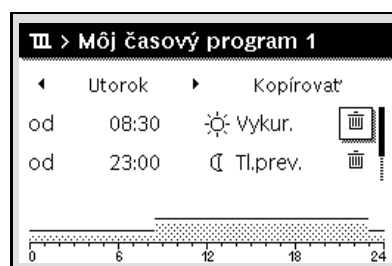 > Môj časový program 1
Utorok Kopírovať
od 08:30 Vykur.
od 23:00 Tl.prev.
0 6 12 18 24